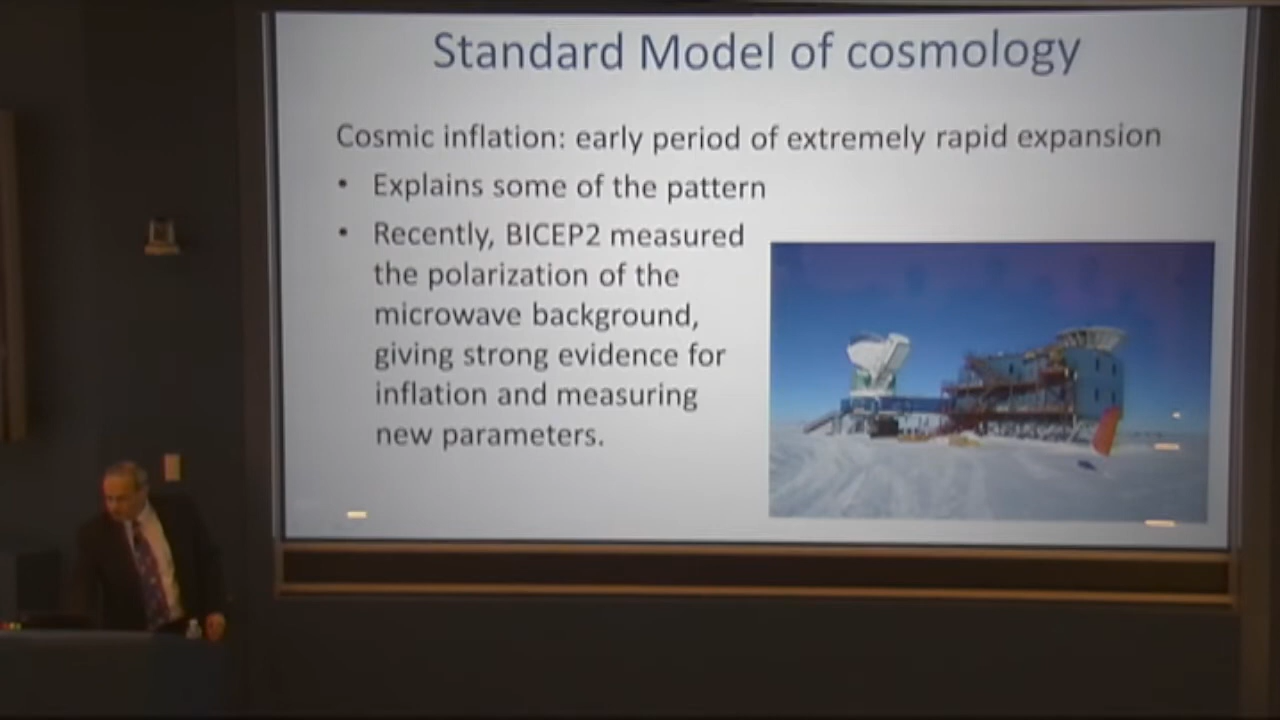 Standard Model of cosmology
Cosmic inflation: early period of extremely rapid expansion
• Explains some of the pattern
• Recently, BICEP2 measured
the polarization of the
microwave background,
giving strong evidence for
inflation and measuring
new parameters.